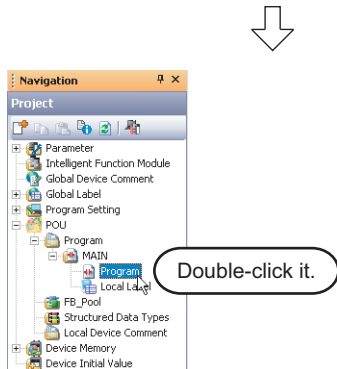 Navigation
Project
Parameter
Intelligent Function Module
Global Device Comment
Global Label
Program Setting
POU
Program
MAIN
Program
Double-click it.
Local Label
FB_Pool
Structured Data Types
Local Device Comment
Device Memory
Device Initial Value